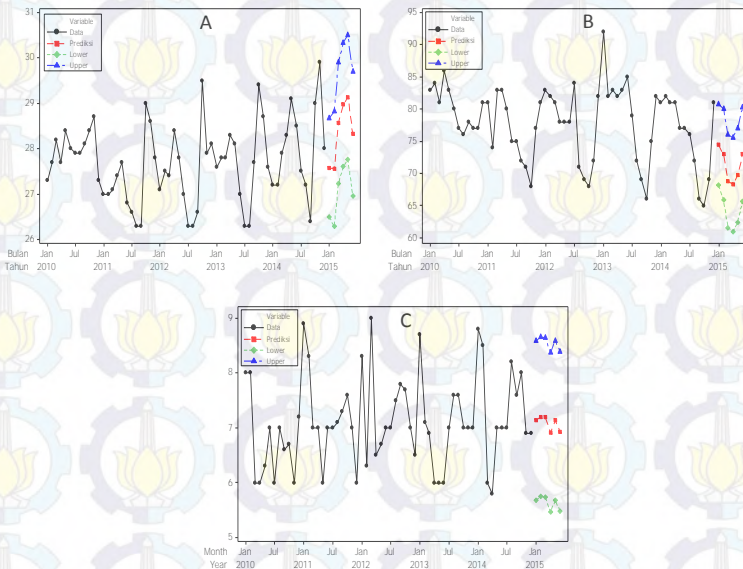 A
31
30
29
28
27
26
Variable
Data
Prediksi
Lower
Upper
Bulan Jan Jul Jan Jul Jan Jul Jan Jul Jan Jul Jan
Tahun 2010 2011 2012 2013 2014 2015
B
95
90
85
80
75
70
65
60
Variable
Data
Prediksi
Lower
Upper
Bulan Jan Jul Jan Jul Jan Jul Jan Jul Jan Jul Jan
Tahun 2010 2011 2012 2013 2014 2015
C
9
8
7
6
5
Variable
Data
Prediksi
Lower
Upper
Month Jan Jul Jan Jul Jan Jul Jan Jul Jan Jul Jan
Year 2010 2011 2012 2013 2014 2015